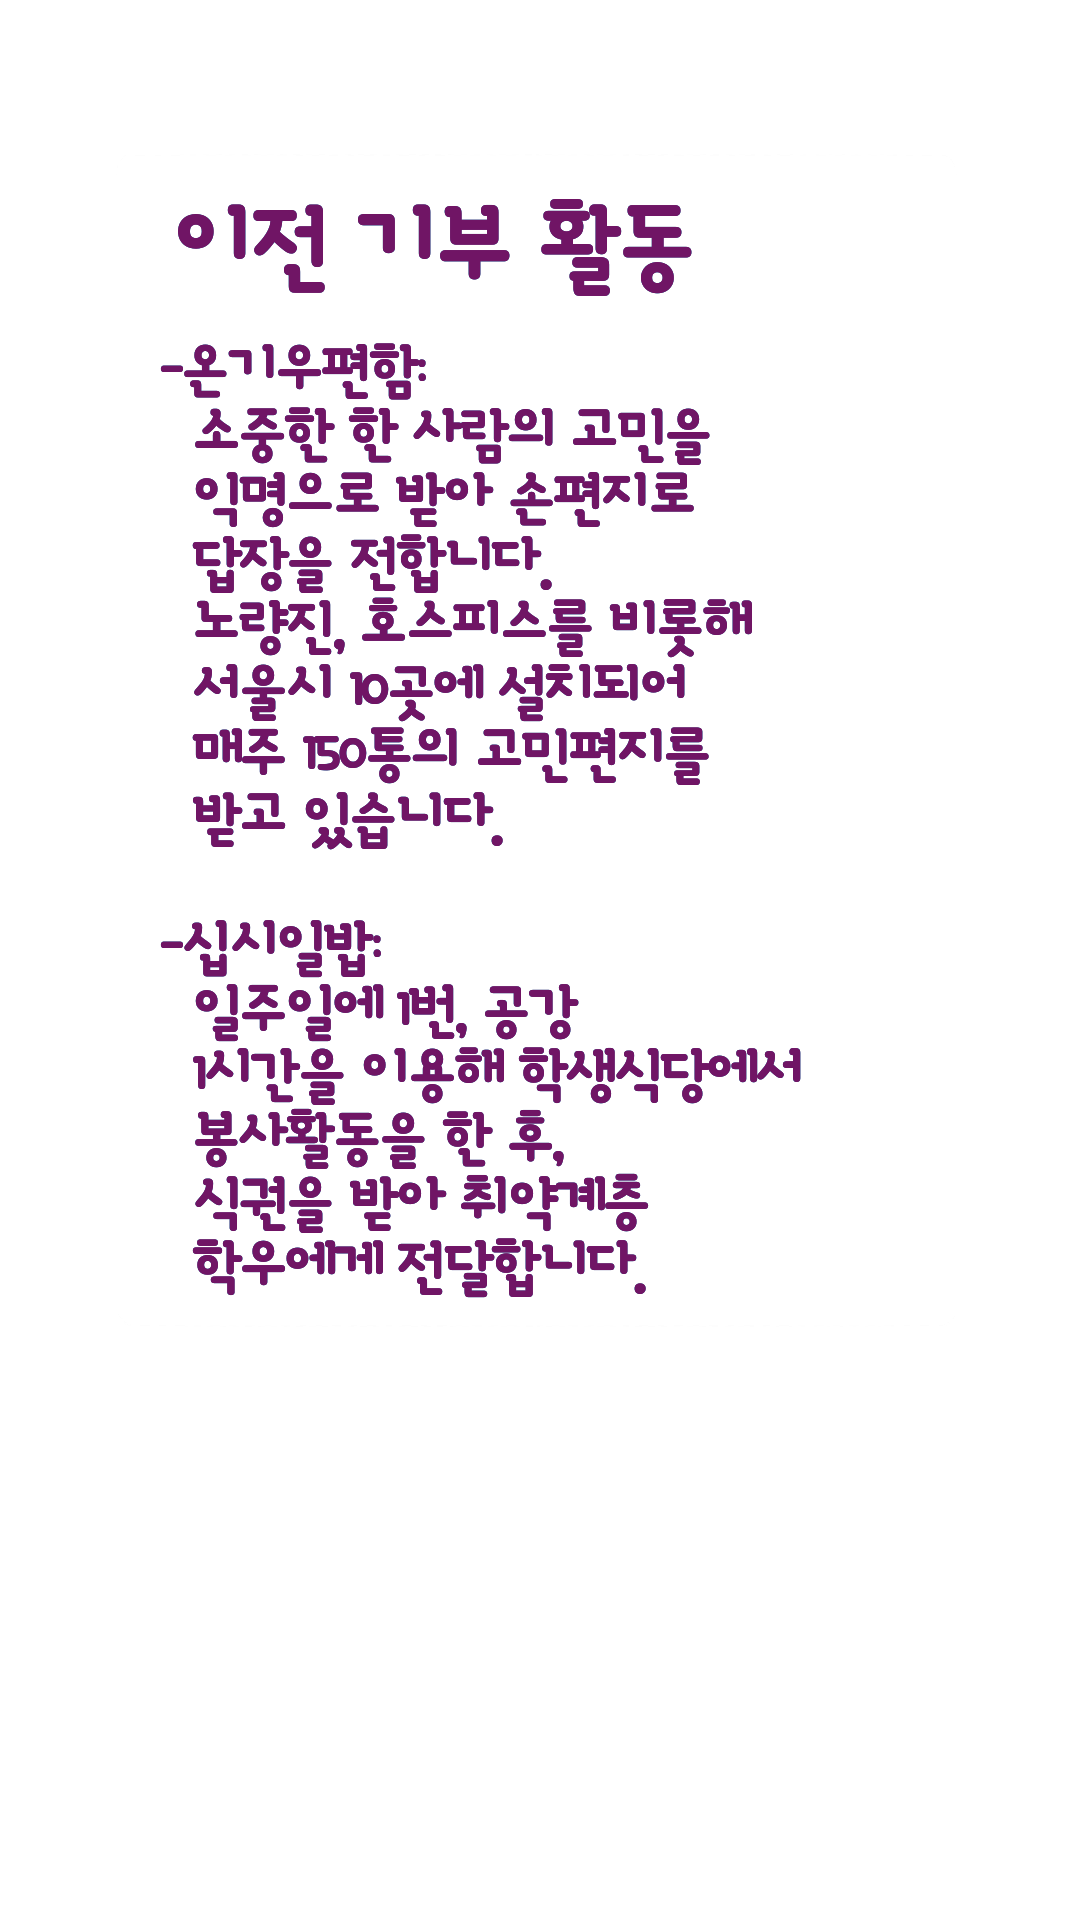 이전 기부 활동
-온기우편함:
소중한 한 사람의 고민을
익명으로 받아 손편지로
답장을 전합니다.
노량진, 호스피스를 비롯해
서울시 10곳에 설치되어
매주 150통의 고민편지를
받고 있습니다.
-십시일밥:
일주일에 1번, 공강
1시간을 이용해 학생식당에서
봉사활동을 한 후,
식권을 받아 취약계층
학우에게 전달합니다.